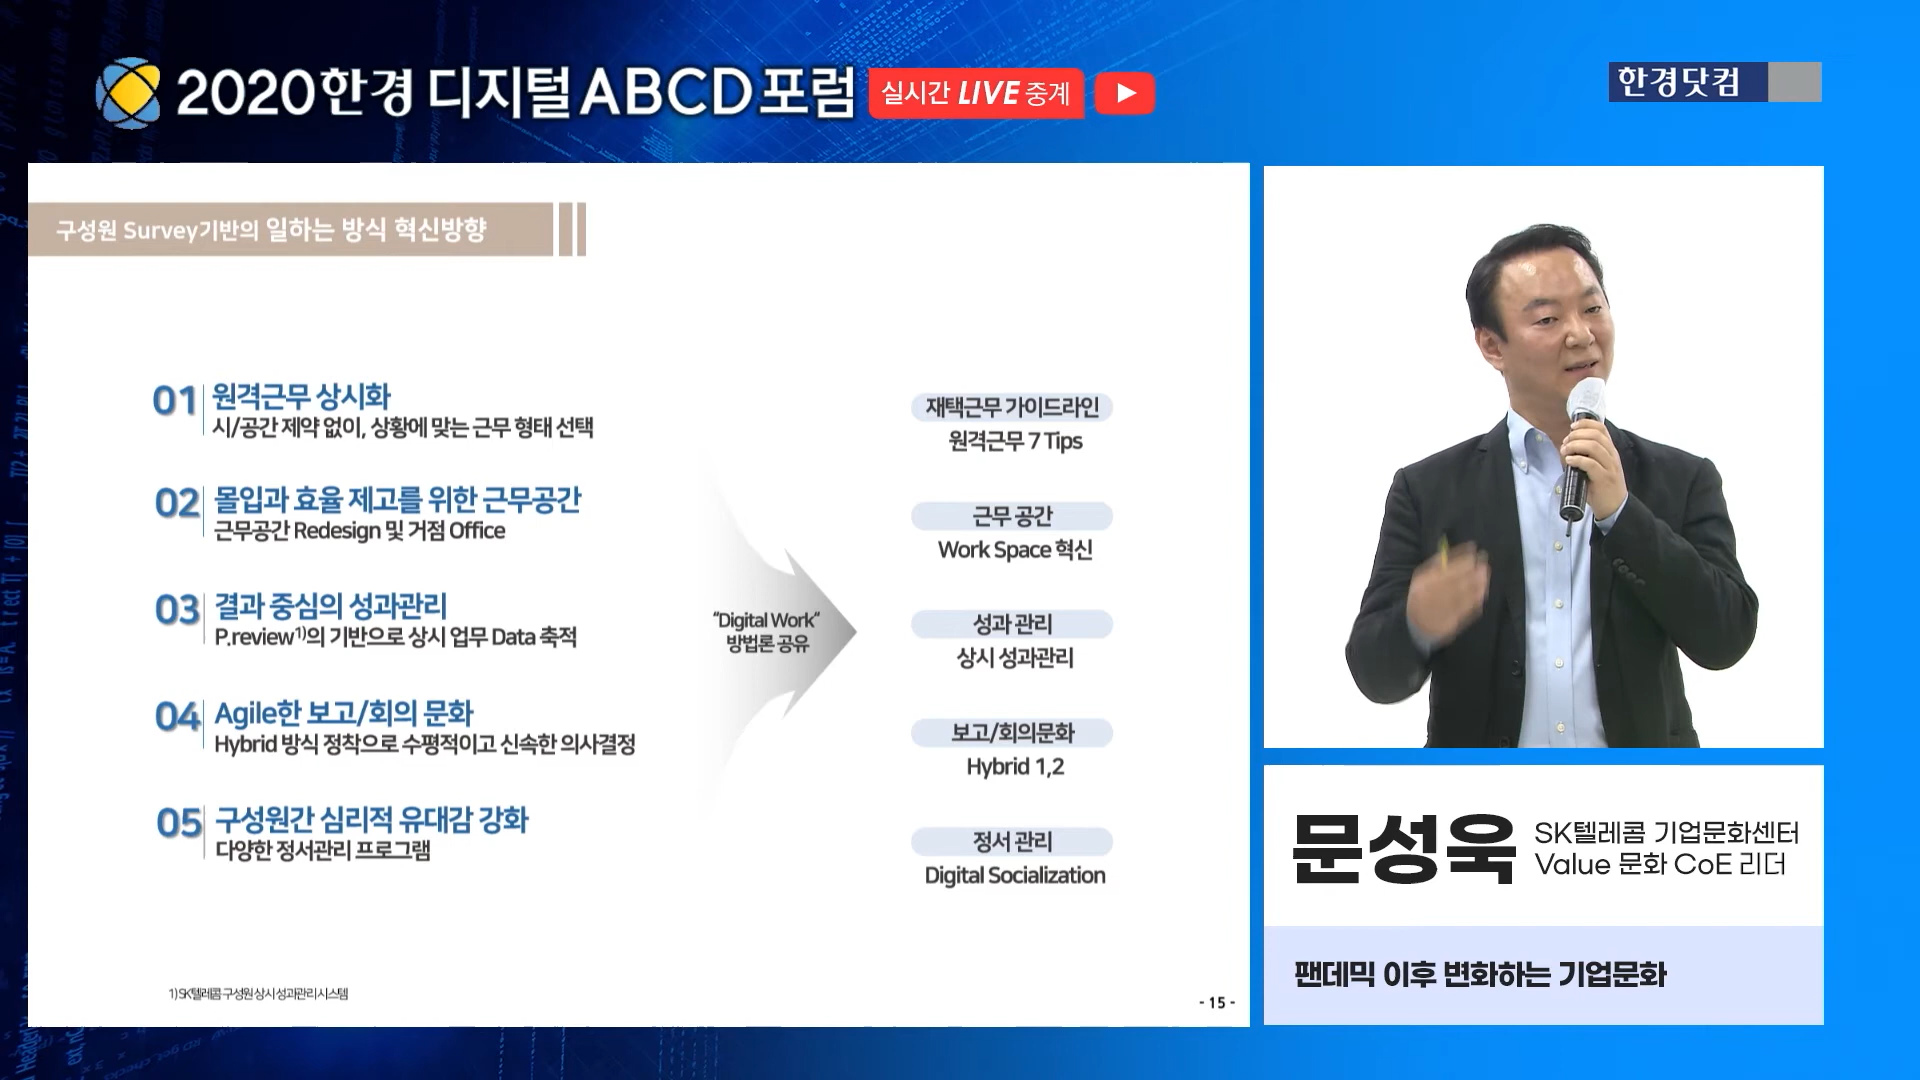 2020한경 디지털 ABCD 포럼 실시간 LIVE 중계
한경닷컴
구성원 Survey기반의 일하는 방식 혁신방향
01 원격근무 상시화
시/공간 제약 없이, 상황에 맞는 근무 형태 선택
02 몰입과 효율 제고를 위한 근무공간
근무공간 Redesign 및 거점 Office
03 결과 중심의 성과관리
P.review1)의 기반으로 상시 업무 Data 축적
04 Agile한 보고/회의 문화
Hybrid 방식 정착으로 수평적이고 신속한 의사결정
05 구성원간 심리적 유대감 강화
다양한 정서관리 프로그램
“Digital Work“
방법론 공유
재택근무 가이드라인
원격근무 7 Tips
근무 공간
Work Space 혁신
성과 관리
상시 성과관리
보고/회의문화
Hybrid 1,2
정서 관리
Digital Socialization
1) SK텔레콤 구성원 상시 성과관리 시스템
- 15 -
문성욱
SK텔레콤 기업문화센터
Value 문화 CoE 리더
팬데믹 이후 변화하는 기업문화